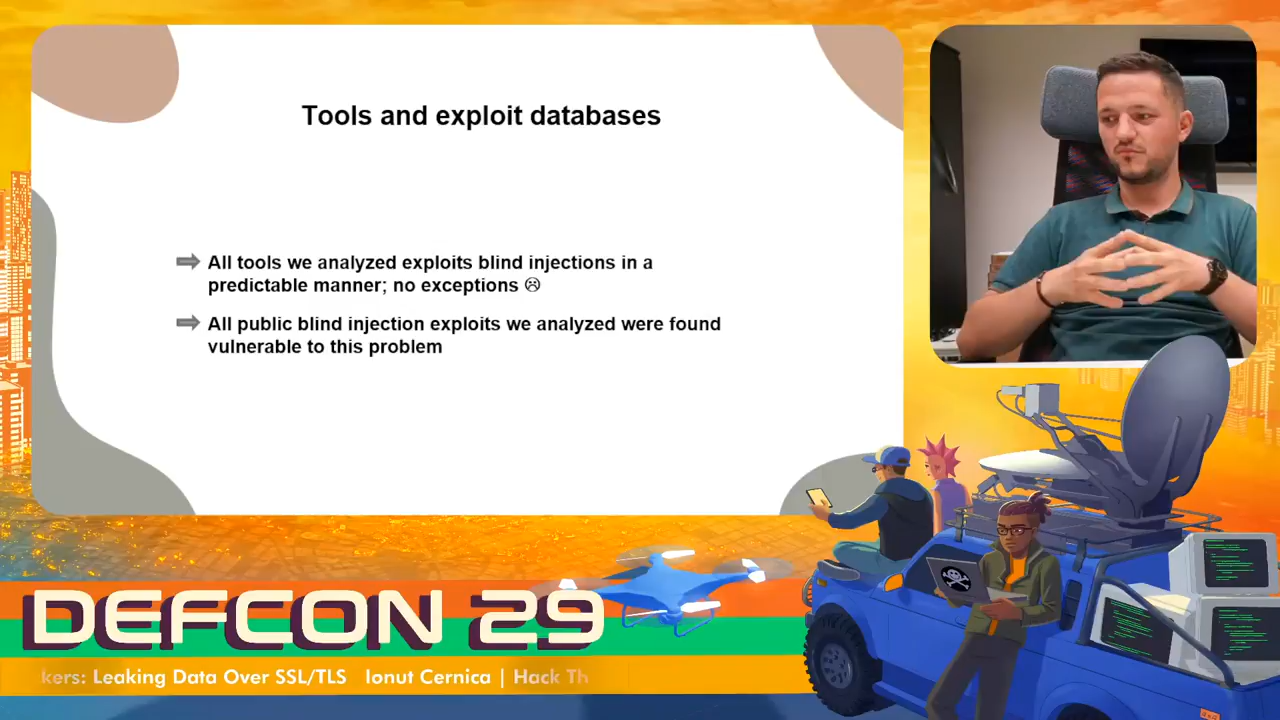 Tools and exploit databases
All tools we analyzed exploits blind injections in a
predictable manner; no exceptions ☹
All public blind injection exploits we analyzed were found
vulnerable to this problem
DEFCON 29
kers: Leaking Data Over SSL/TLS Ionut Cernica | Hack Th